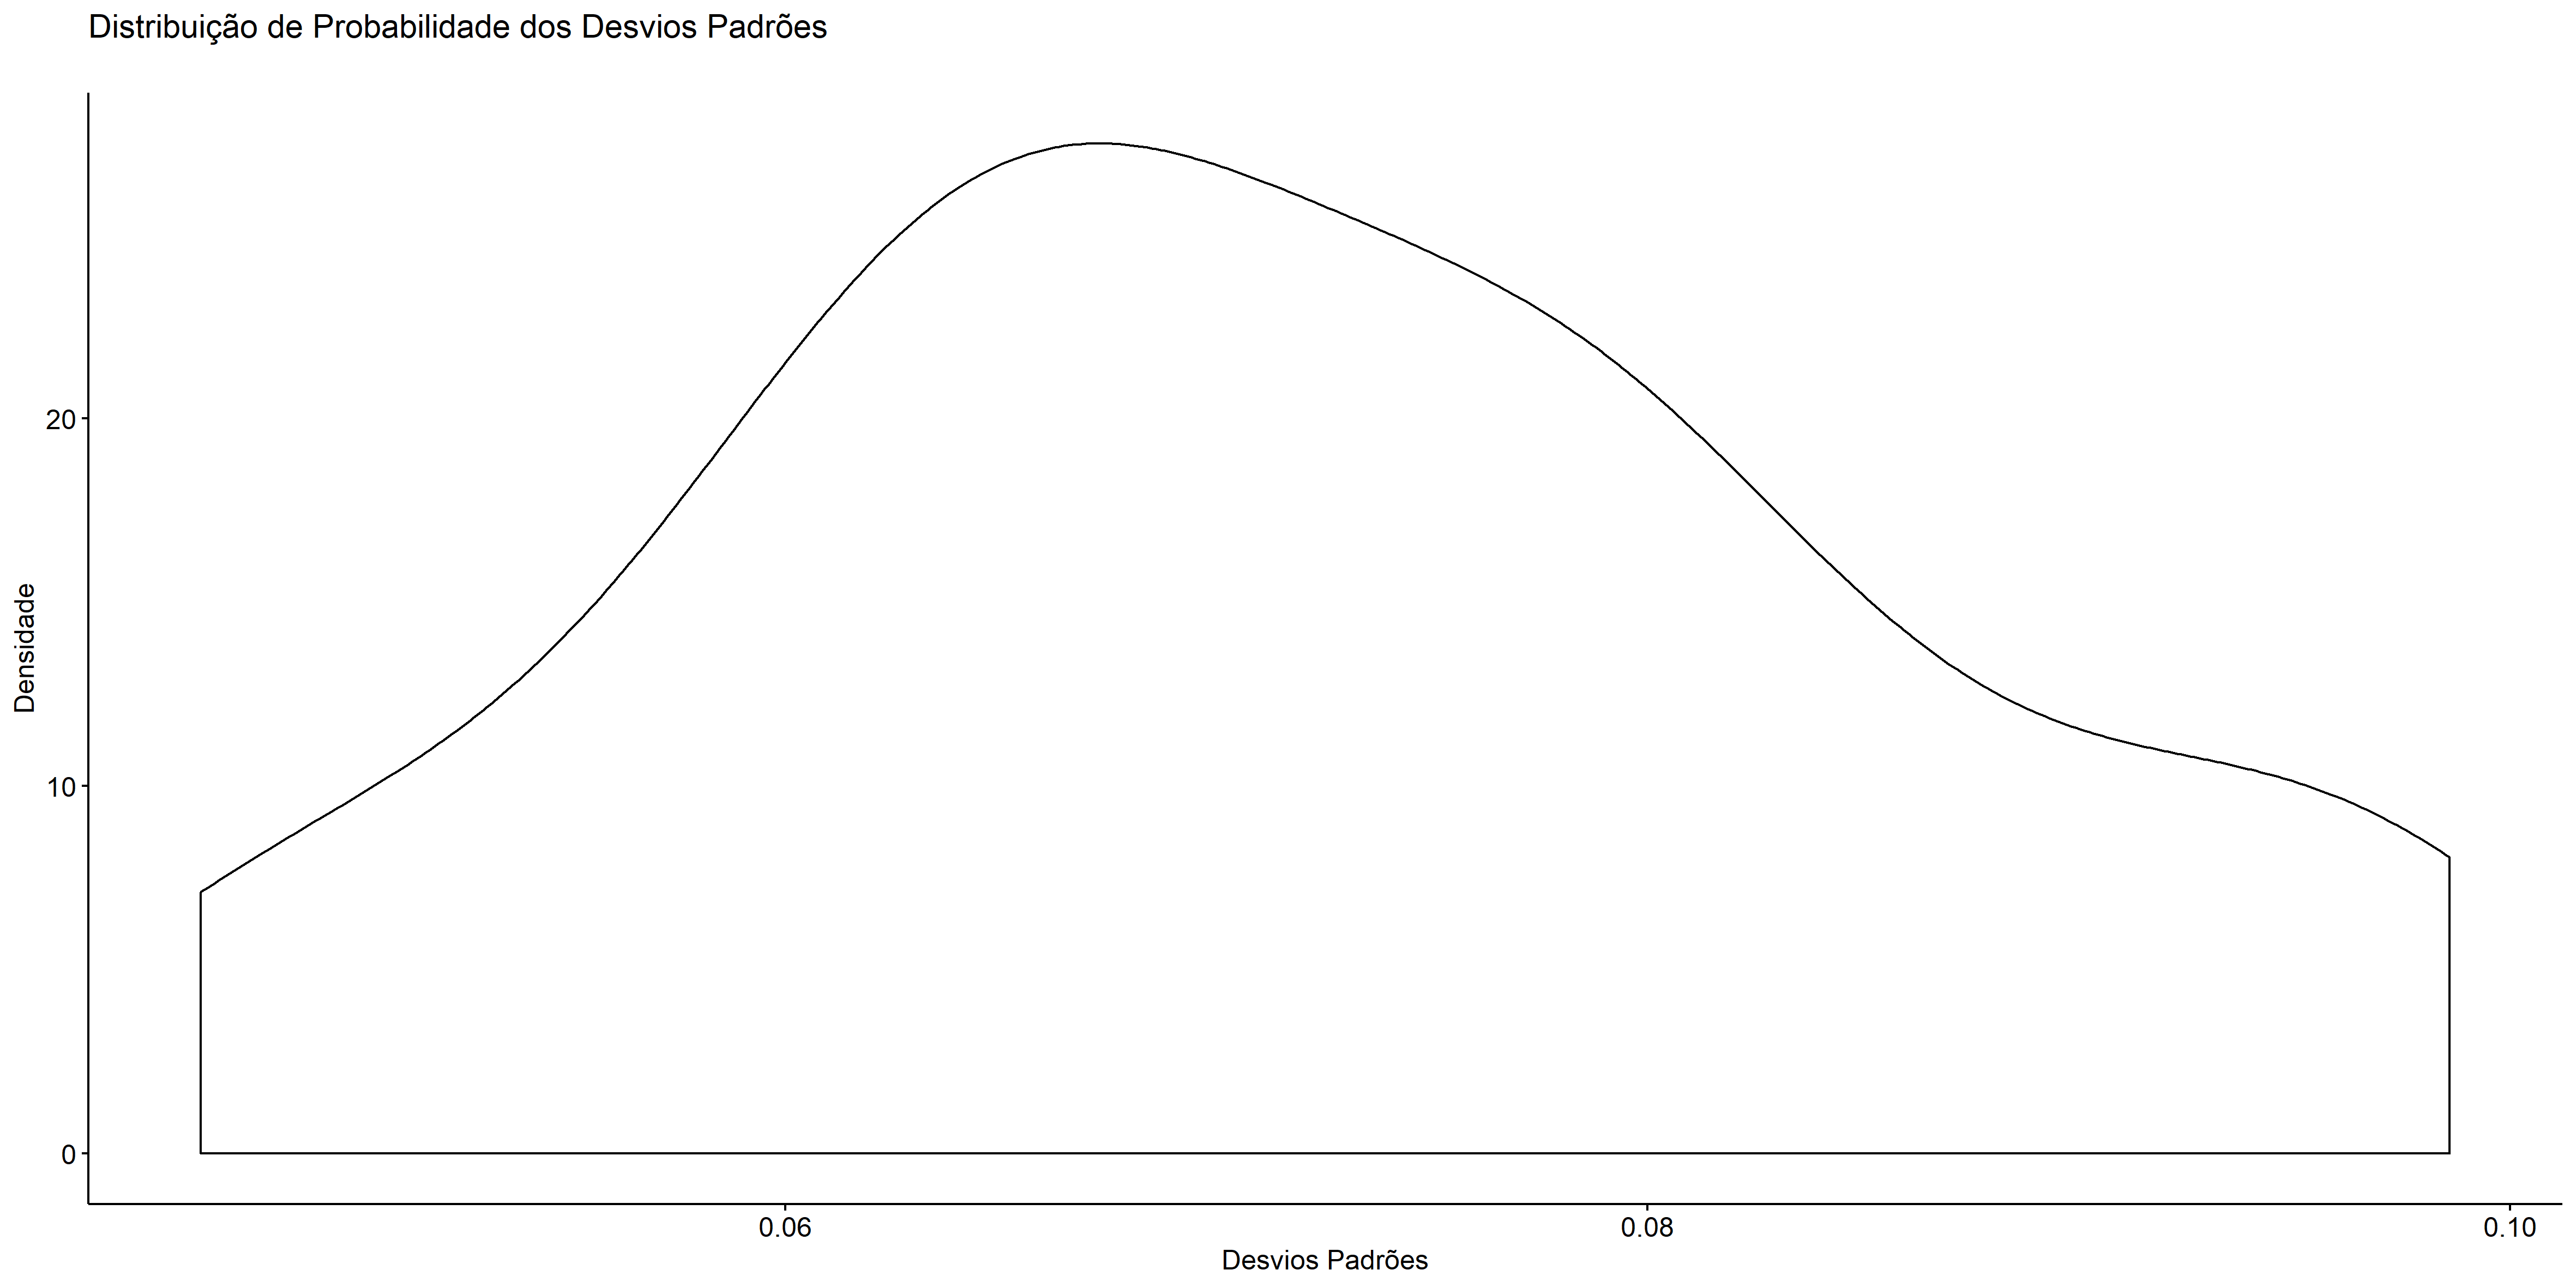 Distribuição de Probabilidade dos Desvios Padrões
20
10
0
Densidade
0.06
0.08
0.10
Desvios Padrões